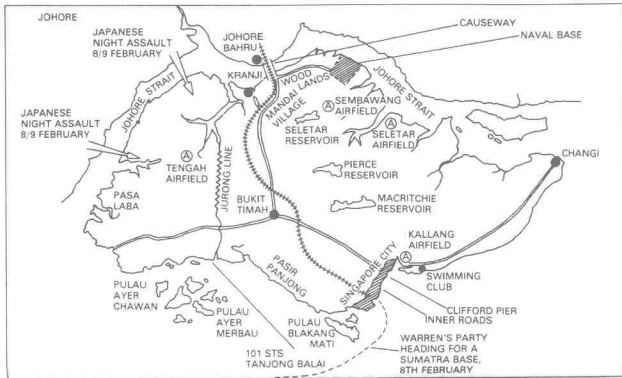 JOHORE
JAPANESE
NIGHT ASSAULT
8/9 FEBRUARY
JOHORE
BAHRU
CAUSEWAY
NAVAL BASE
KRANJI
WOOD
LANDS
MANDAI
VILLAGE
JOHORE STRAIT
JOHORE STRAIT
A SEMBAWANG
AIRFIELD
A
SELETAR
AIRFIELD
SELETAR
RESERVOIR
JAPANESE
NIGHT ASSAULT
8/9 FEBRUARY
A
TENGAH
AIRFIELD
JURONG LINE
PIERCE
RESERVOIR
CHANGI
PASA
LABA
MACRITCHIE
RESERVOIR
BUKIT
TIMAH
KALLANG
AIRFIELD
A
PASIR
PANJONG
SINGAPORE CITY
SWIMMING
CLUB
PULAU
AYER
CHAWAN
PULAU
AYER
MERBAU
PULAU
BLAKANG
MATI
CLIFFORD PIER
INNER ROADS
101 STS
TANJONG BALAI
WARREN'S PARTY
HEADING FOR A
SUMATRA BASE,
8TH FEBRUARY